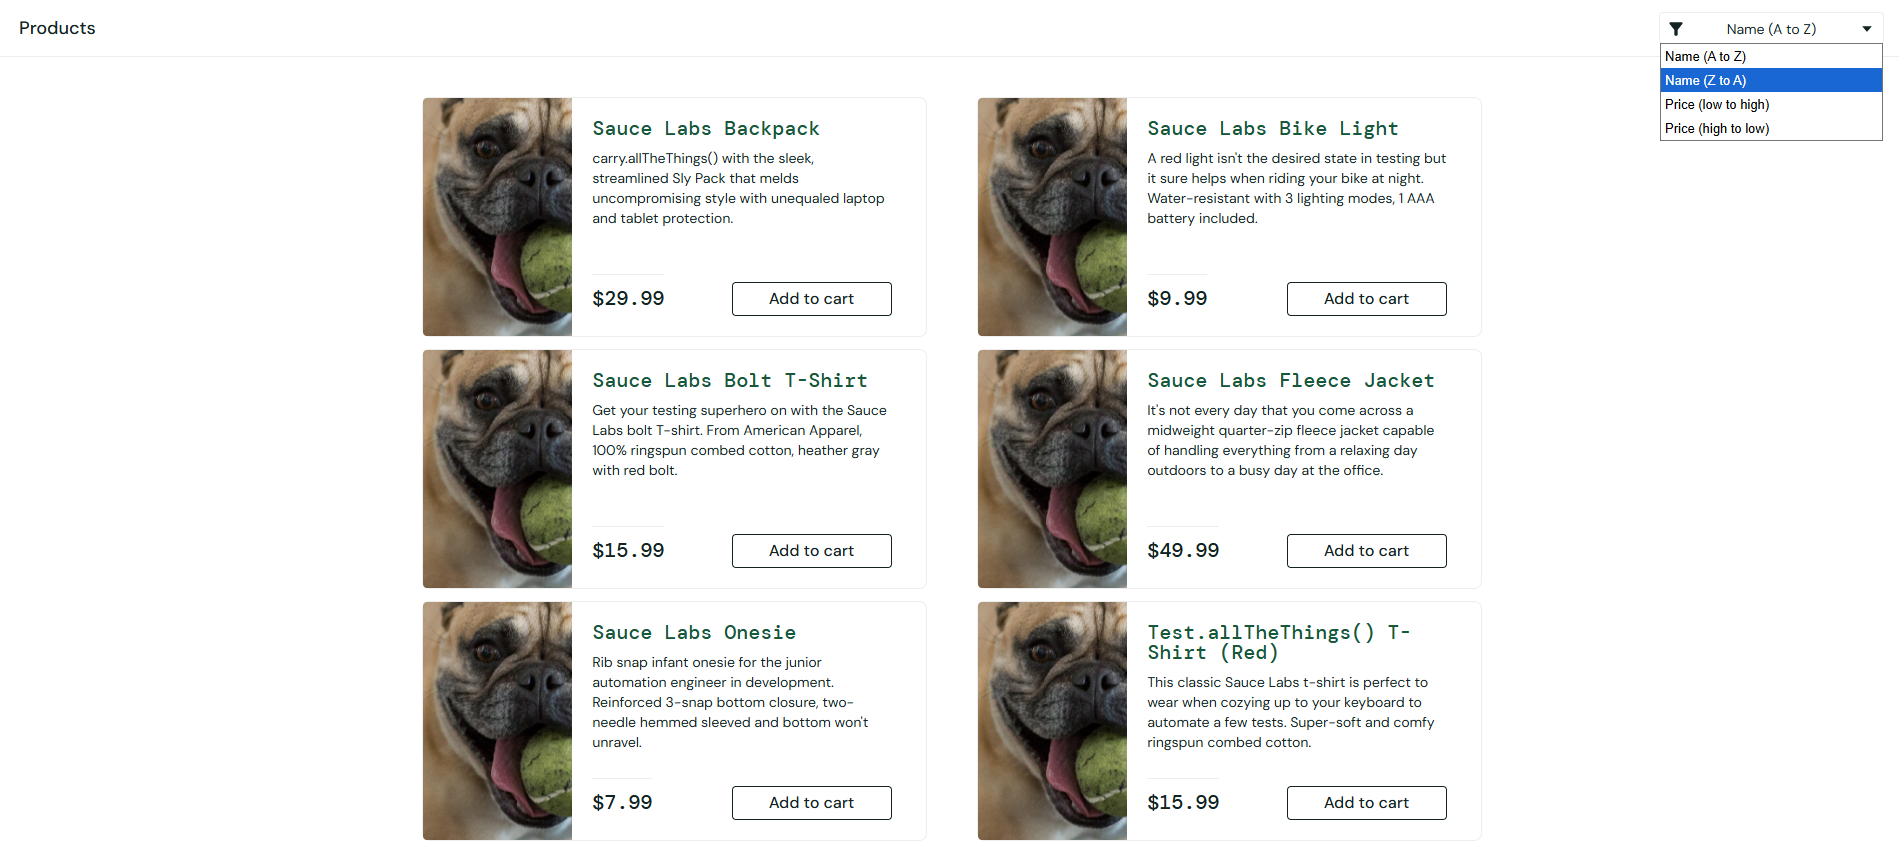 Products
Name (A to Z)
Name (A to Z)
Name (Z to A)
Price (low to high)
Price (high to low)
Sauce Labs Backpack
carry.allTheThings() with the sleek,
streamlined Sly Pack that melds
uncompromising style with unequaled laptop
and tablet protection.
$29.99
Add to cart
Sauce Labs Bike Light
A red light isn't the desired state in testing but
it sure helps when riding your bike at night.
Water-resistant with 3 lighting modes, 1 AAA
battery included.
$9.99
Add to cart
Sauce Labs Bolt T-Shirt
Get your testing superhero on with the Sauce
Labs bolt T-shirt. From American Apparel,
100% ringspun combed cotton, heather gray
with red bolt.
$15.99
Add to cart
Sauce Labs Fleece Jacket
It's not every day that you come across a
midweight quarter-zip fleece jacket capable
of handling everything from a relaxing day
outdoors to a busy day at the office.
$49.99
Add to cart
Sauce Labs Onesie
Rib snap infant onesie for the junior
automation engineer in development.
Reinforced 3-snap bottom closure, two-
needle hemmed sleeved and bottom won't
unravel.
$7.99
Add to cart
Test.allTheThings() T-
Shirt (Red)
This classic Sauce Labs t-shirt is perfect to
wear when cozying up to your keyboard to
automate a few tests. Super-soft and comfy
ringspun combed cotton.
$15.99
Add to cart